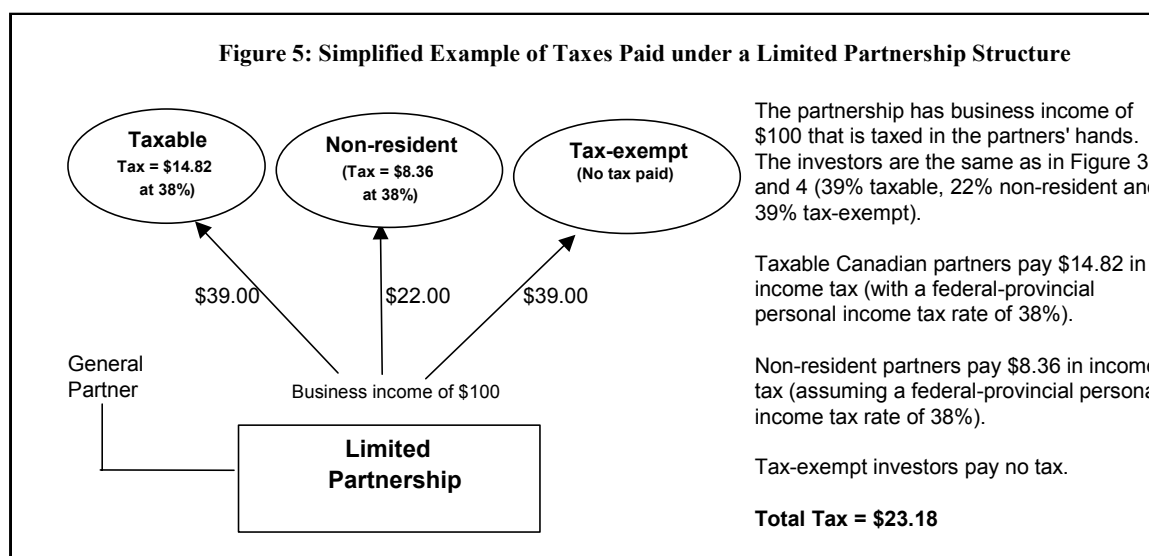 Figure 5: Simplified Example of Taxes Paid under a Limited Partnership Structure
Taxable
Tax = $14.82
at 38%)
Non-resident
(Tax = $8.36
at 38%)
Tax-exempt
(No tax paid)
$39.00
$22.00
$39.00
General
Partner
Business income of $100
Limited
Partnership
The partnership has business income of
$100 that is taxed in the partners' hands.
The investors are the same as in Figure 3
and 4 (39% taxable, 22% non-resident and
39% tax-exempt).
Taxable Canadian partners pay $14.82 in
income tax (with a federal-provincial
personal income tax rate of 38%).
Non-resident partners pay $8.36 in income
tax (assuming a federal-provincial personal
income tax rate of 38%).
Tax-exempt investors pay no tax.
Total Tax = $23.18